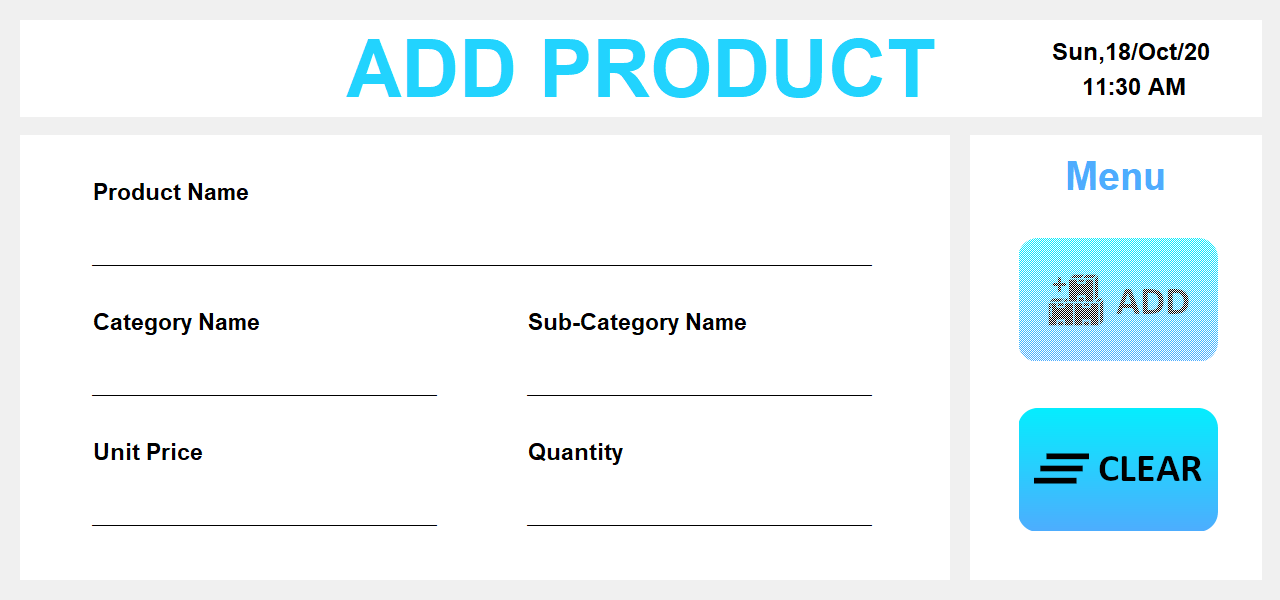 ADD PRODUCT
Sun,18/Oct/20
11:30 AM
Product Name
Category Name
Sub-Category Name
Unit Price
Quantity
Menu
ADD
CLEAR